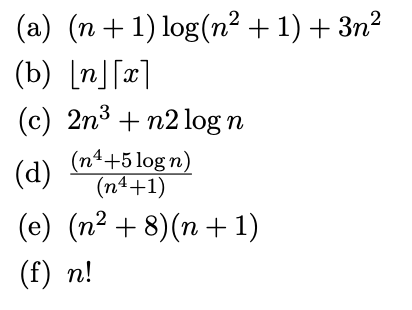 (a) (n + 1) log(n² + 1) + 3n²
(b) ⌊n⌋⌈x⌉
(c) 2n³ + n2 log n
(d) (n⁴+5 log n) / (n⁴+1)
(e) (n² + 8)(n + 1)
(f) n!